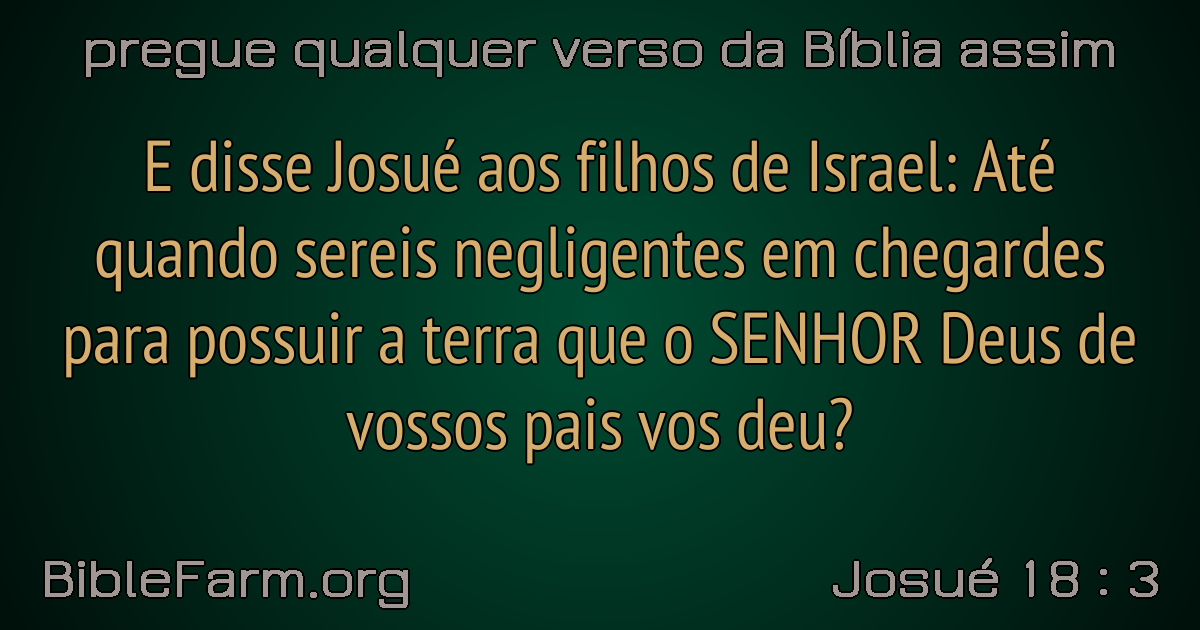 pregue qualquer verso da Bíblia assim
E disse Josué aos filhos de Israel: Até
quando sereis negligentes em chegardes
para possuir a terra que o SENHOR Deus de
vossos pais vos deu?
BibleFarm.org
Josué 18 : 3